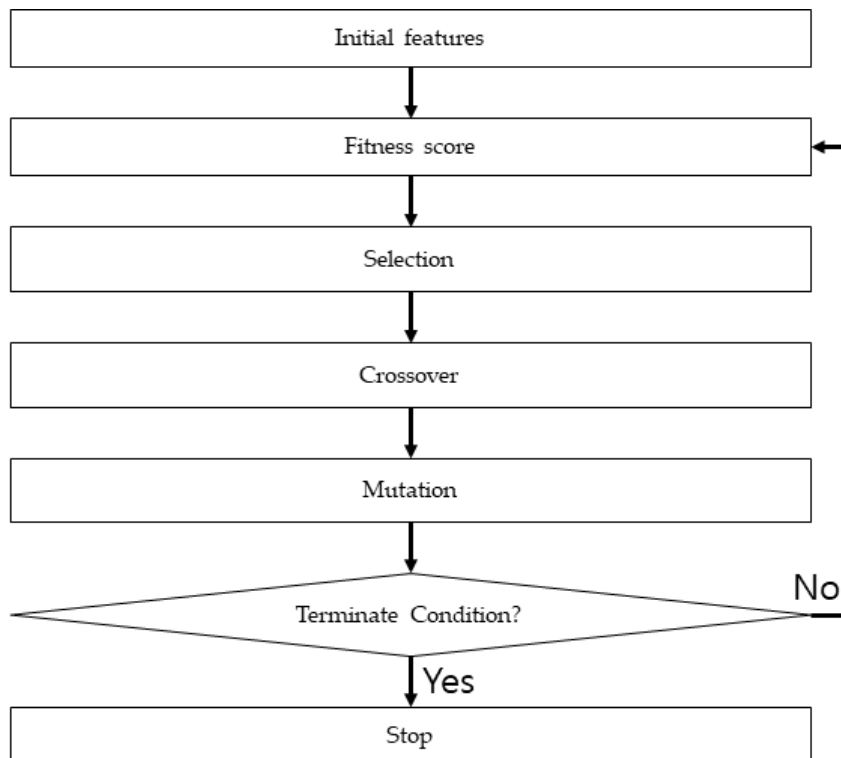 Initial features
Fitness score
Selection
Crossover
Mutation
Terminate Condition?
No
Yes
Stop